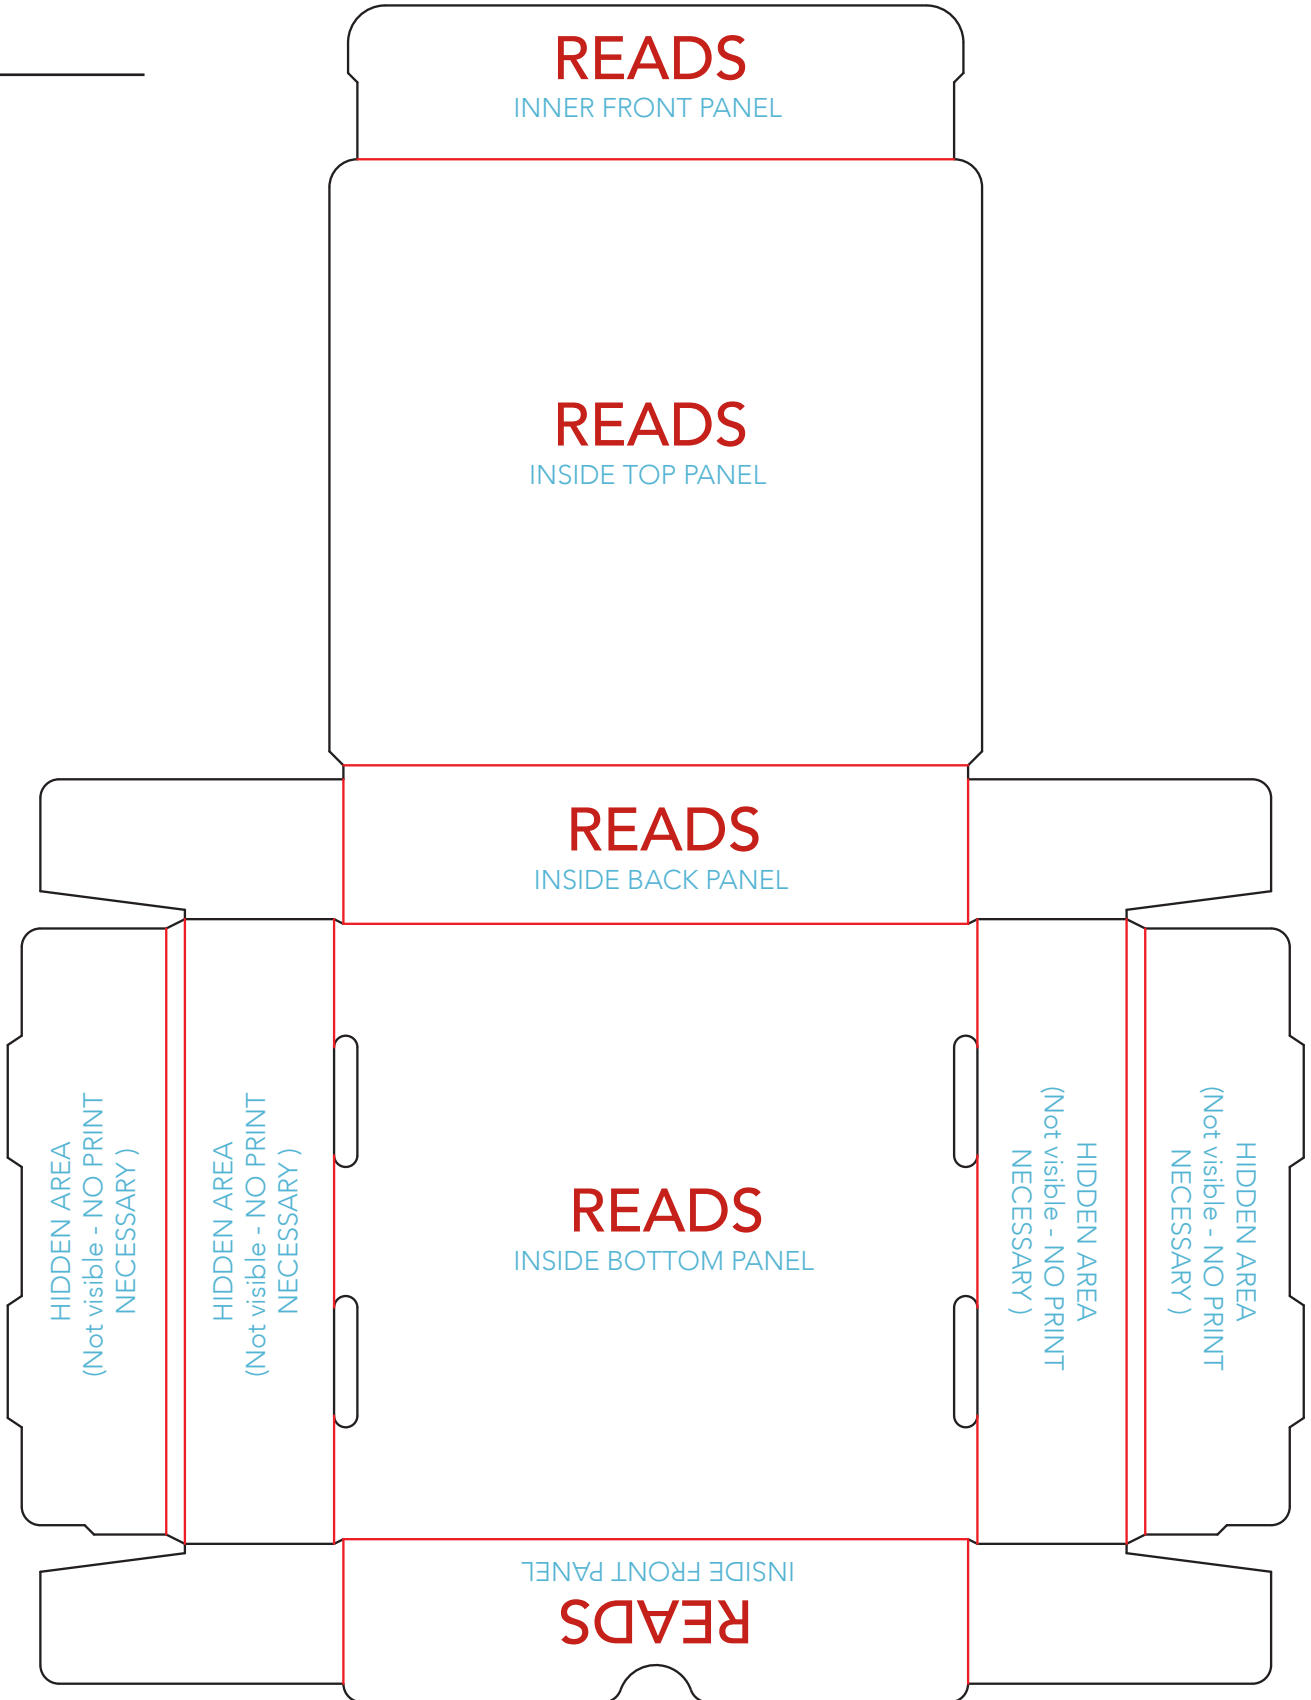 READS
INNER FRONT PANEL
READS
INSIDE TOP PANEL
READS
INSIDE BACK PANEL
HIDDEN AREA
(Not visible - NO PRINT
NECESSARY )
HIDDEN AREA
(Not visible - NO PRINT
NECESSARY )
READS
INSIDE BOTTOM PANEL
HIDDEN AREA
(Not visible - NO PRINT
NECESSARY )
HIDDEN AREA
(Not visible - NO PRINT
NECESSARY )
READS
INSIDE FRONT PANEL